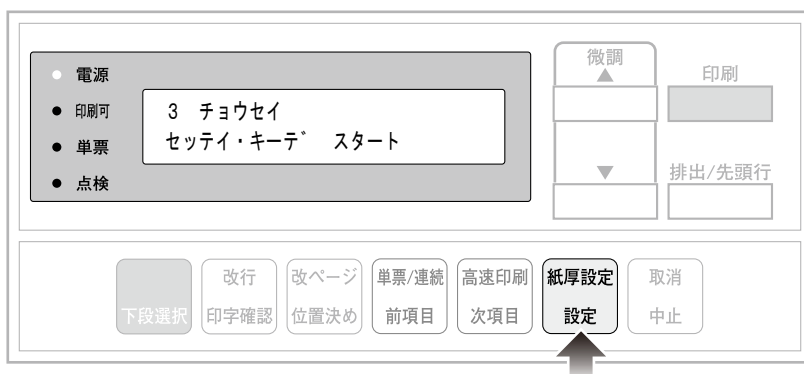 電源
印刷可
単票
点検
3 チョウセイ
セッテイ・キーデ゛ スタート
微調
▲
▼
印刷
排出/先頭行
下段選択
改行
印字確認
改ページ
位置決め
単票/連続
前項目
高速印刷
次項目
紙厚設定
設定
取消
中止